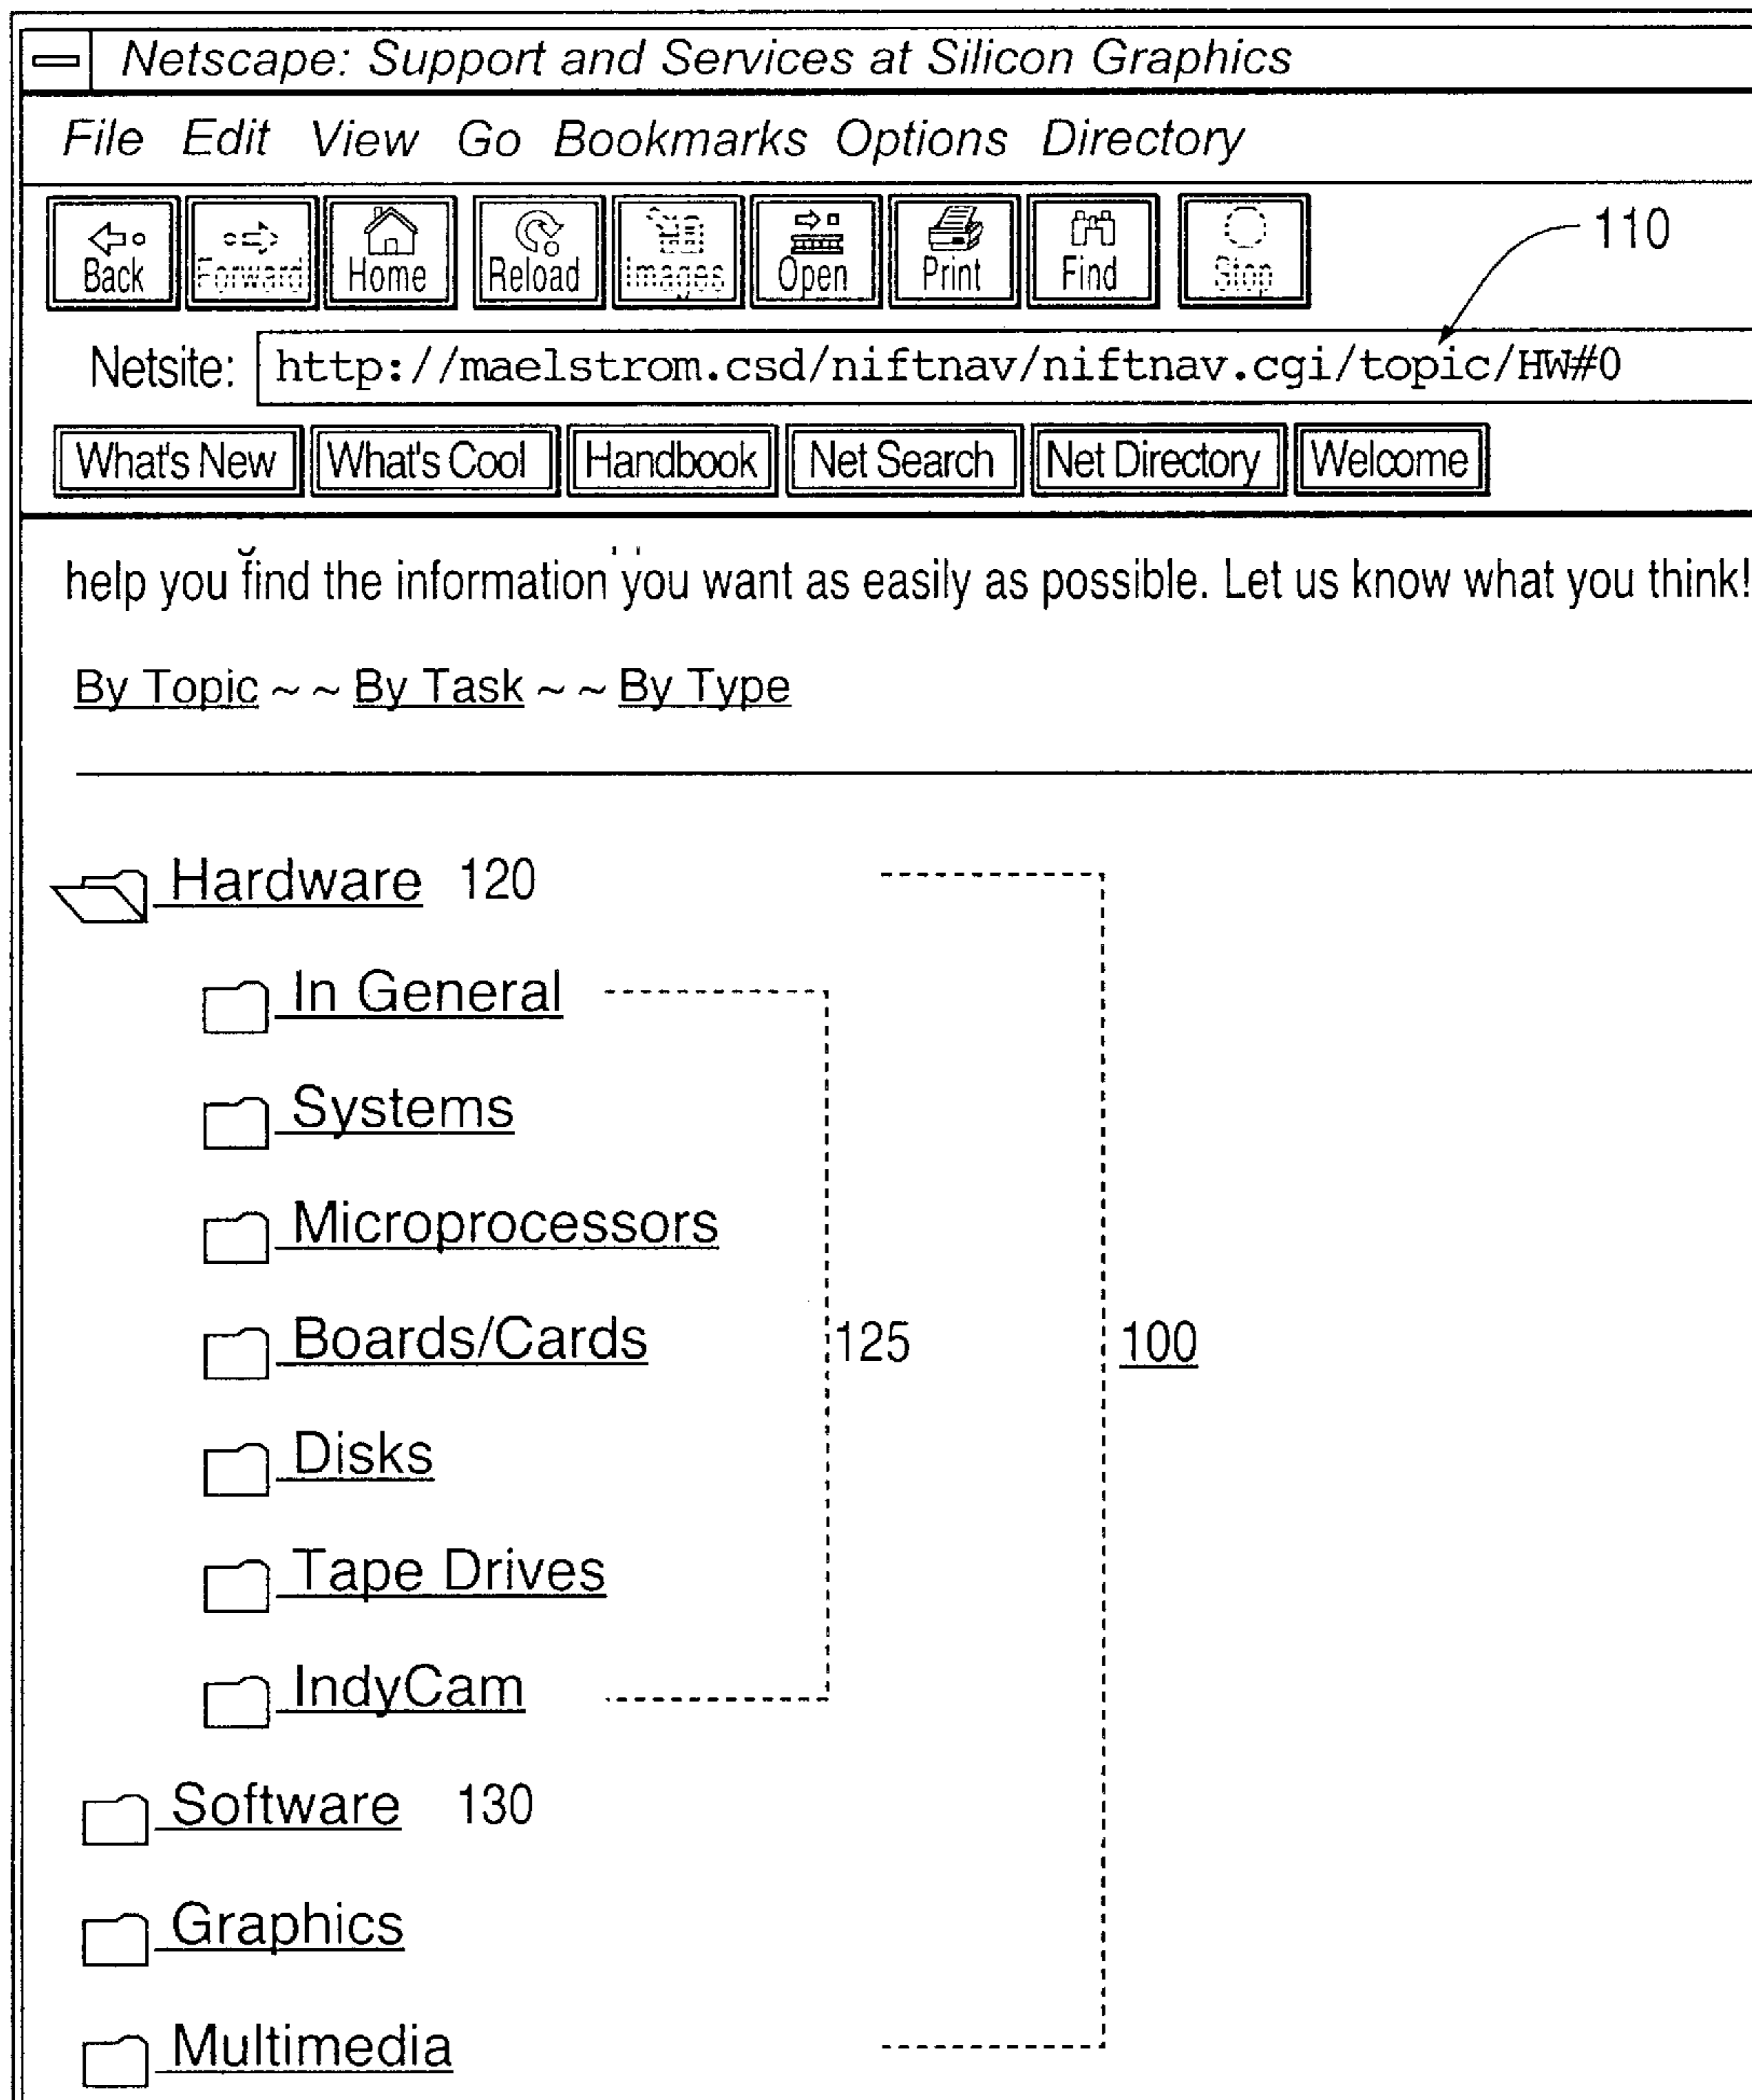 Netscape: Support and Services at Silicon Graphics
File Edit View Go Bookmarks Options Directory
Back Forward Home Reload Images Open Print Find Stop
110
Netsite: http://maelstrom.csd/niftnav/niftnav.cgi/topic/HW#0
What's New What's Cool Handbook Net Search Net Directory Welcome
help you find the information you want as easily as possible. Let us know what you think!
By Topic ~ ~ By Task ~ ~ By Type
Hardware 120
In General
Systems
Microprocessors
Boards/Cards 125 100
Disks
Tape Drives
IndyCam
Software 130
Graphics
Multimedia